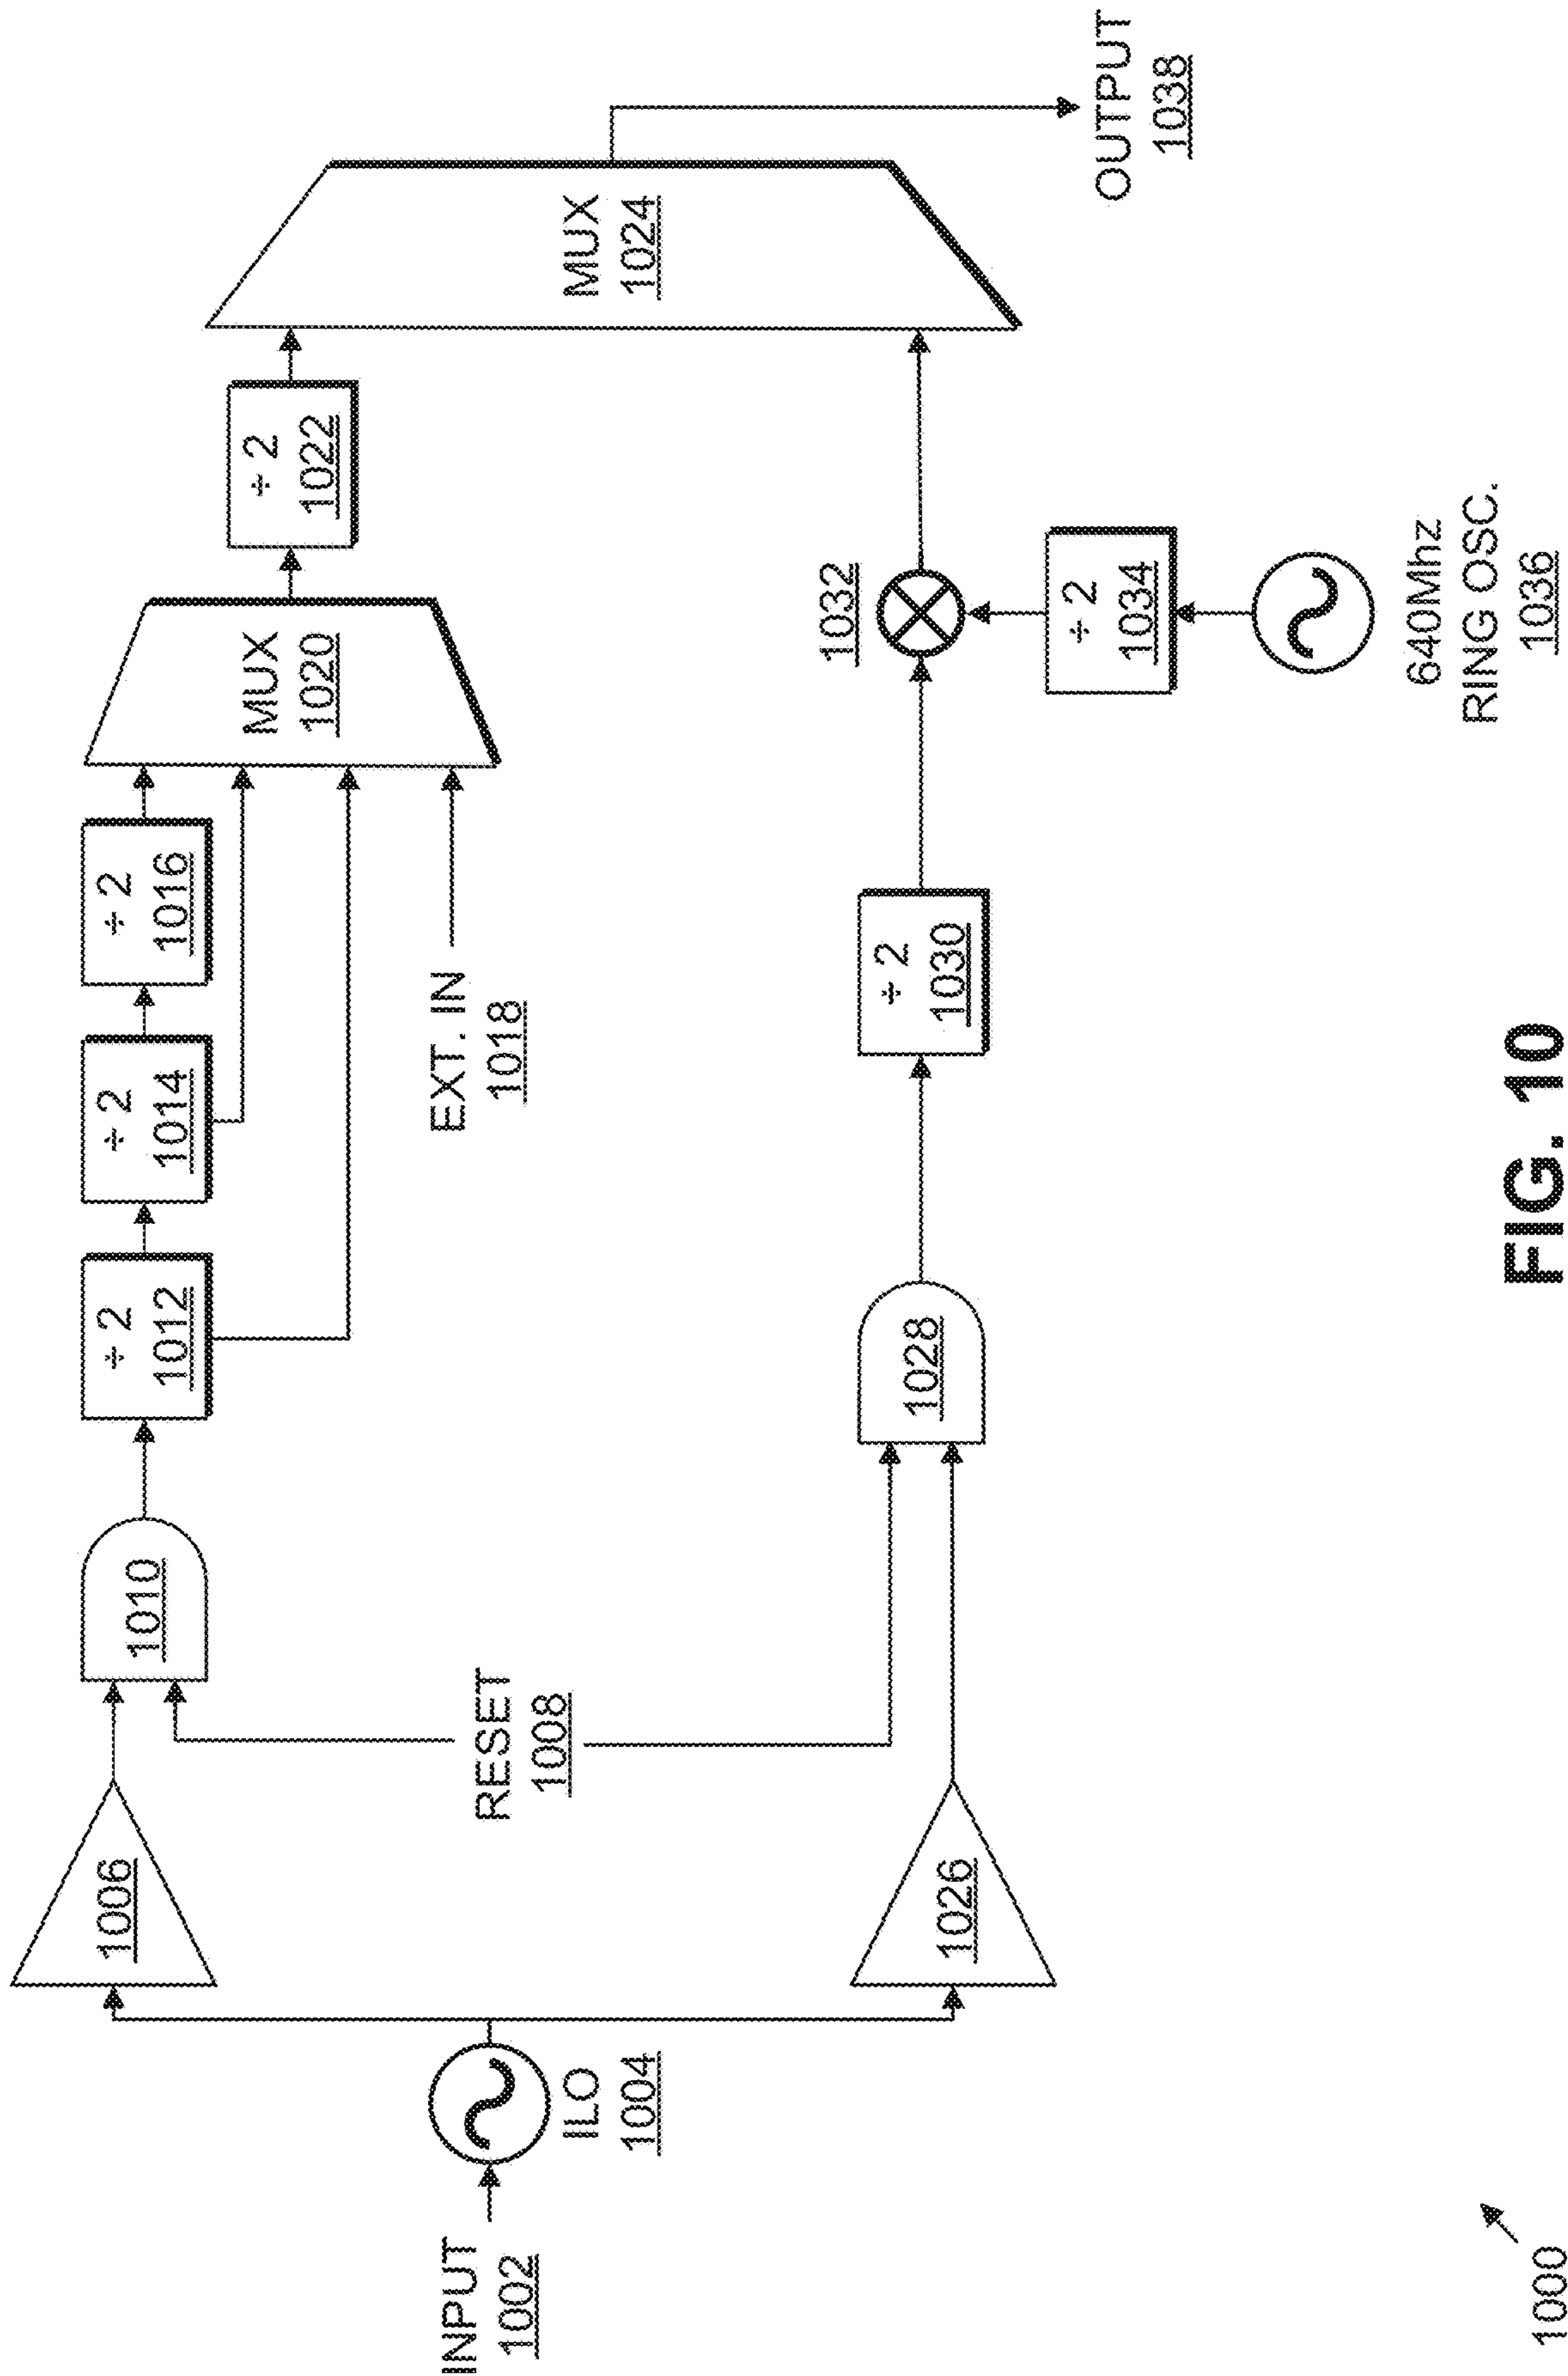 INPUT
1002
ILO
1004
1006
RESET
1008
1010
÷ 2
1012
÷ 2
1014
÷ 2
1016
EXT. IN
1018
MUX
1020
÷ 2
1022
MUX
1024
1026
1028
÷ 2
1030
1032
÷ 2
1034
640Mhz
RING OSC.
1036
OUTPUT
1038
1000
FIG. 10